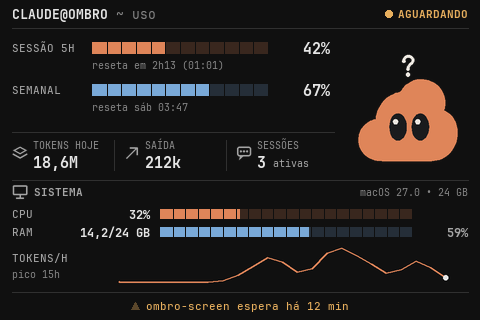 CLAUDE@OMBRO ~ USO
AGUARDANDO
SESSÃO 5H 42%
reseta em 2h13 (01:01)
SEMANAL 67%
reseta sáb 03:47
?
TOKENS HOJE
18,6M
SAÍDA
212k
SESSÕES
3 ativas
SISTEMA
macOS 27.0 • 24 GB
CPU 32%
RAM 14,2/24 GB 59%
TOKENS/H
pico 15h
ombro-screen espera há 12 min